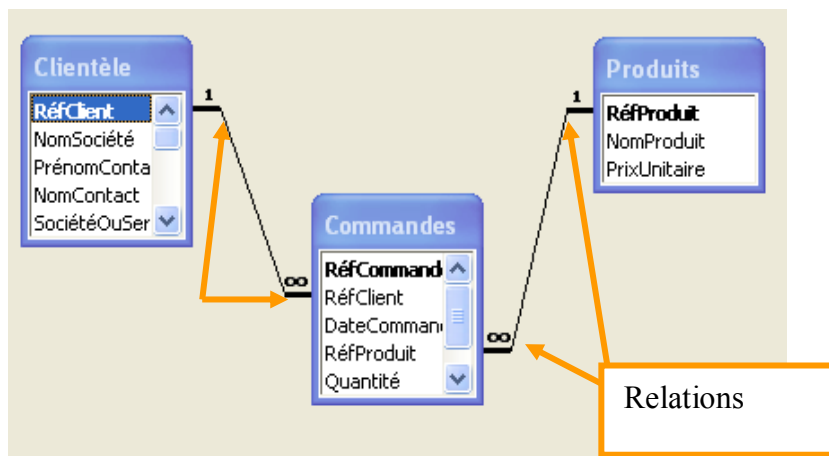 Clientèle
RéfClient
NomSociété
PrénomConta
NomContact
SociétéOuSer
1
∞
Commandes
RéfCommand
RéfClient
DateComman
RéfProduit
Quantité
∞
1
Produits
RéfProduit
NomProduit
PrixUnitaire
Relations